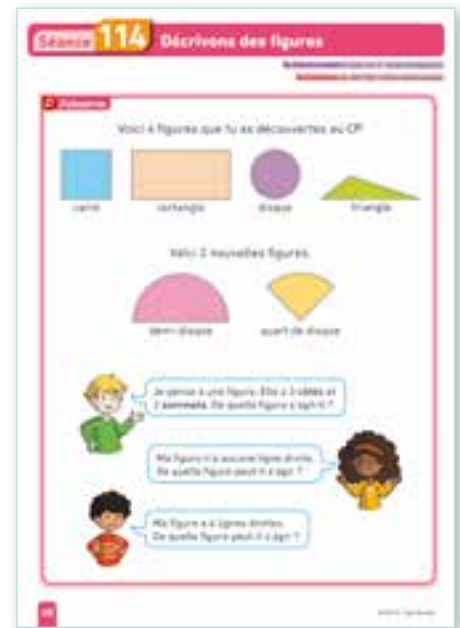 Séance 114 Décrivons des figures
J'observe
Voici 4 figures que tu as découvertes au CP.
carré rectangle disque triangle
Voici 2 nouvelles figures.
demi-disque quart de disque
Je pense à une figure. Elle a 3 côtés et
3 sommets. De quelle figure s'agit-il ?
Ma figure n'a aucune ligne droite.
De quelle figure peut-il s'agir ?
Ma figure a 4 lignes droites.
De quelle figure peut-il s'agir ?